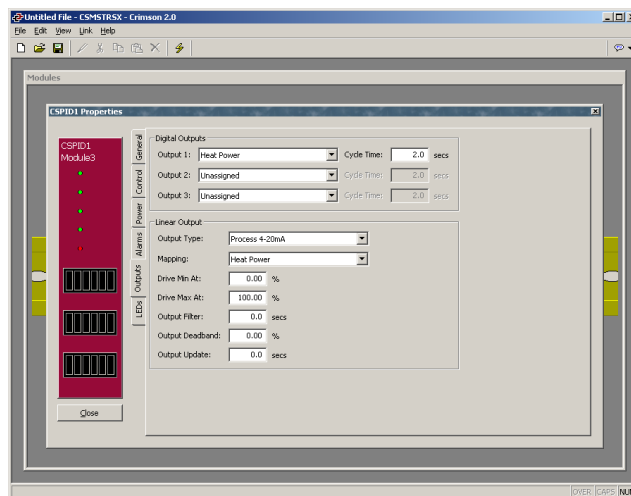 Untitled File - CSMSTRSX - Crimson 2.0
File Edit View Link Help
Modules
CSPID1 Properties
CSPID1
Module3
General
Control
Power
Alarms
Outputs
LEDs
Digital Outputs
Output 1: Heat Power Cycle Time: 2.0 secs
Output 2: Unassigned Cycle Time: 2.0 secs
Output 3: Unassigned Cycle Time: 2.0 secs
Linear Output
Output Type: Process 4-20mA
Mapping: Heat Power
Drive Min At: 0.00 %
Drive Max At: 100.00 %
Output Filter: 0.0 secs
Output Deadband: 0.00 %
Output Update: 0.0 secs
Close
OVER CAPS NU